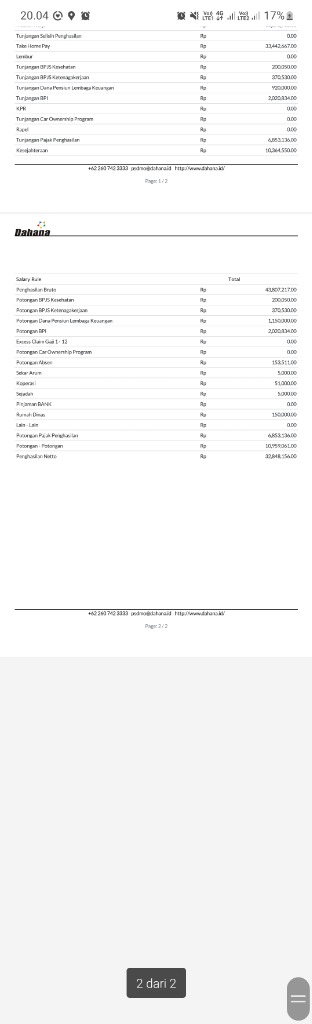 20.04 17%
Tunjangan Selisih Penghasilan Rp 0.00
Take Home Pay Rp 33,442,667.00
Lembur Rp 0.00
Tunjangan BPJS Kesehatan Rp 200,050.00
Tunjangan BPJS Ketenagakerjaan Rp 370,530.00
Tunjangan Dana Pensiun Lembaga Keuangan Rp 920,000.00
Tunjangan BPI Rp 2,020,834.00
KPR Rp 0.00
Tunjangan Car Ownership Program Rp 0.00
Rapel Rp 0.00
Tunjangan Pajak Penghasilan Rp 6,853,136.00
Kesejahteraan Rp 10,364,550.00
+62 260 742 3333 psdmo@dahana.id http://www.dahana.id/
Page: 1 / 2
Dahana
Salary Rule Total
Penghasilan Bruto Rp 43,807,217.00
Potongan BPJS Kesehatan Rp 200,050.00
Potongan BPJS Ketenagakerjaan Rp 370,530.00
Potongan Dana Pensiun Lembaga Keuangan Rp 1,150,000.00
Potongan BPI Rp 2,020,834.00
Excess Claim Gaji 1 - 12 Rp 0.00
Potongan Car Ownership Program Rp 0.00
Potongan Absen Rp 153,511.00
Sekar Arum Rp 5,000.00
Koperasi Rp 51,000.00
Sejadah Rp 5,000.00
Pinjaman BANK Rp 0.00
Rumah Dinas Rp 150,000.00
Lain - Lain Rp 0.00
Potongan Pajak Penghasilan Rp 6,853,136.00
Potongan - Potongan Rp 10,959,061.00
Penghasilan Netto Rp 32,848,156.00
+62 260 742 3333 psdmo@dahana.id http://www.dahana.id/
Page: 2 / 2
2 dari 2